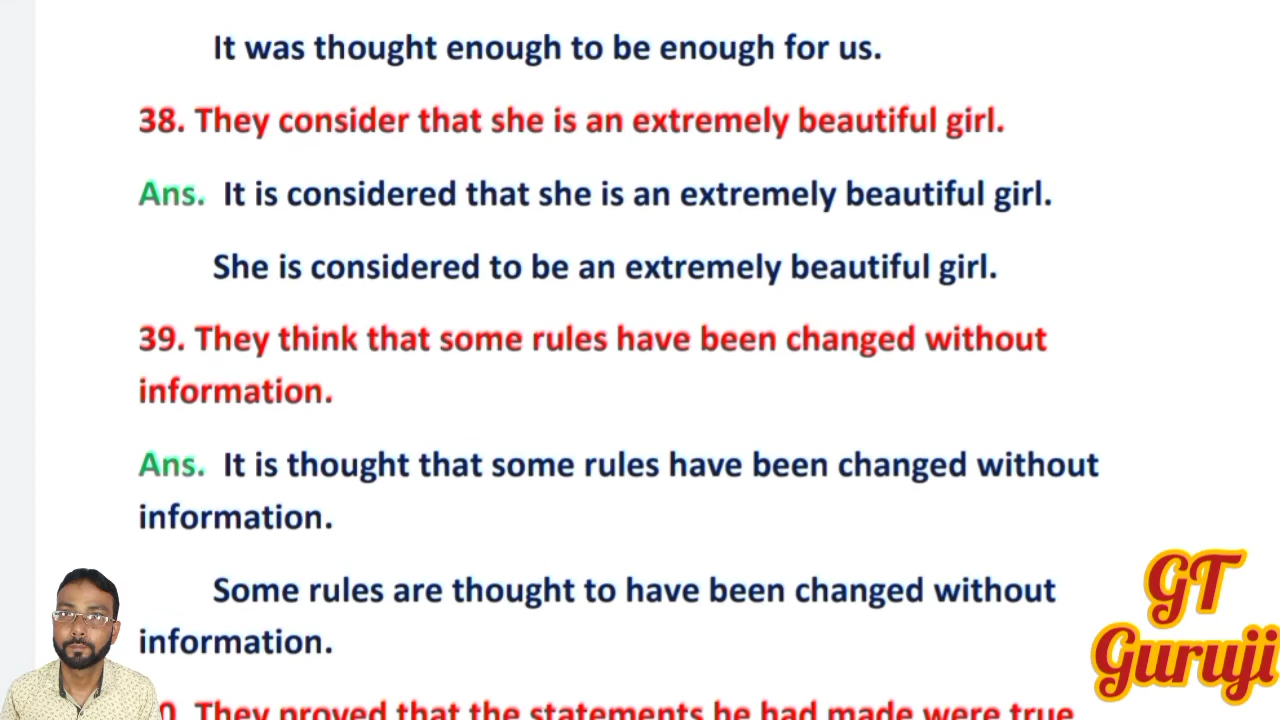 It was thought enough to be enough for us.
38. They consider that she is an extremely beautiful girl.
Ans. It is considered that she is an extremely beautiful girl.
She is considered to be an extremely beautiful girl.
39. They think that some rules have been changed without
information.
Ans. It is thought that some rules have been changed without
information.
Some rules are thought to have been changed without
information.
0. They proved that the statements he had made were true
GT
Guruji